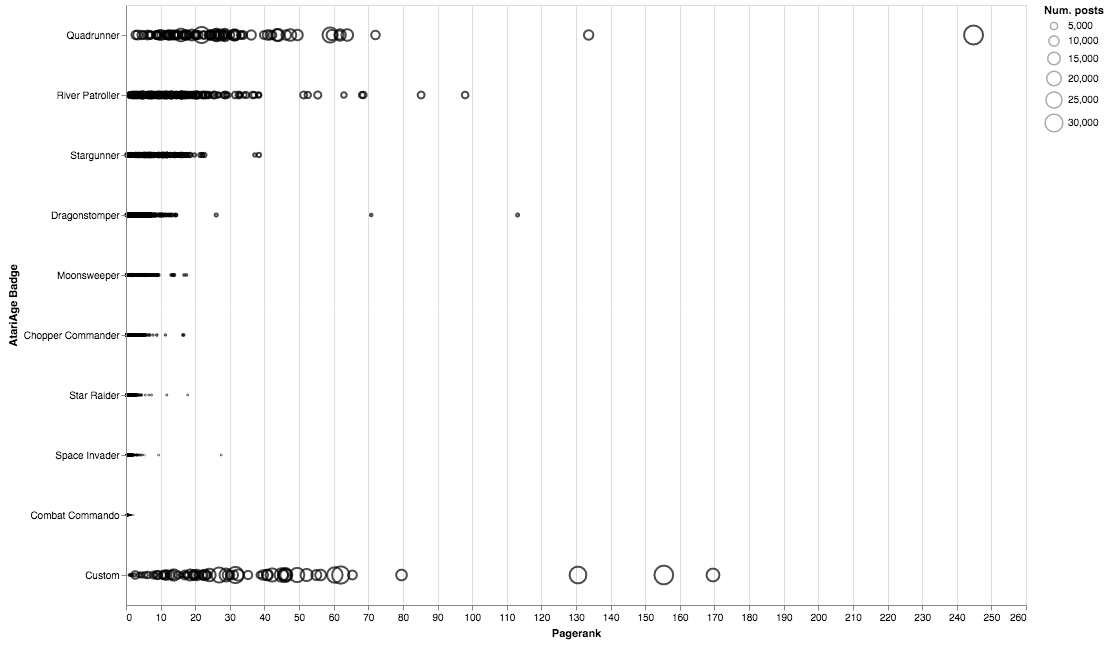 Num. posts
5,000
10,000
15,000
20,000
25,000
30,000
AtariAge Badge
Quadrunner
River Patroller
Stargunner
Dragonstomper
Moonsweeper
Chopper Commander
Star Raider
Space Invader
Combat Commando
Custom
0 10 20 30 40 50 60 70 80 90 100 110 120 130 140 150 160 170 180 190 200 210 220 230 240 250 260
Pagerank